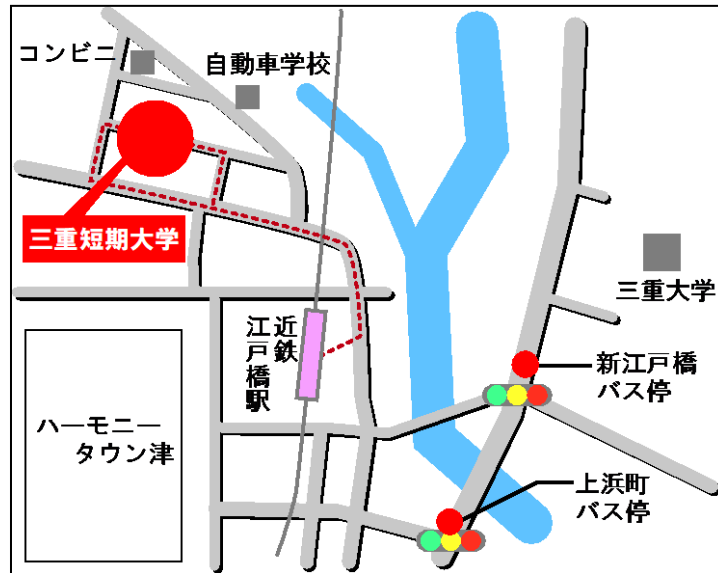 コンビニ
自動車学校
三重短期大学
三重大学
近鉄
江戸橋駅
新江戸橋
バス停
ハーモニー
タウン津
上浜町
バス停